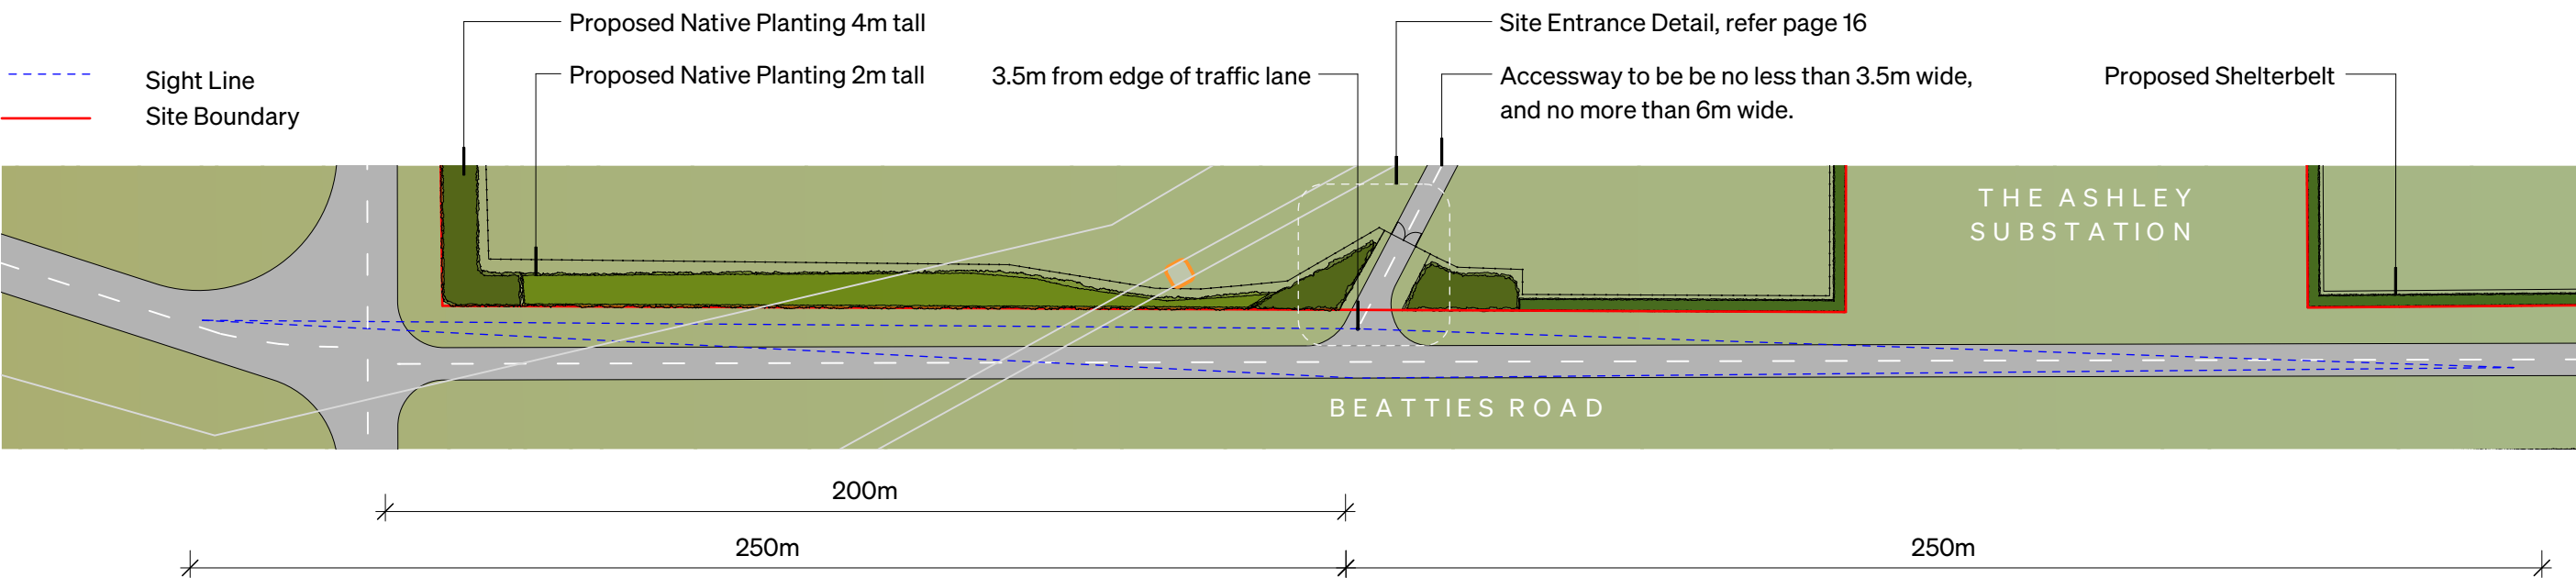 Proposed Native Planting 4m tall
Site Entrance Detail, refer page 16
Sight Line
Proposed Native Planting 2m tall
3.5m from edge of traffic lane
Accessway to be be no less than 3.5m wide,
and no more than 6m wide.
Proposed Shelterbelt
Site Boundary
THE ASHLEY
SUBSTATION
BEATTIES ROAD
200m
250m
250m